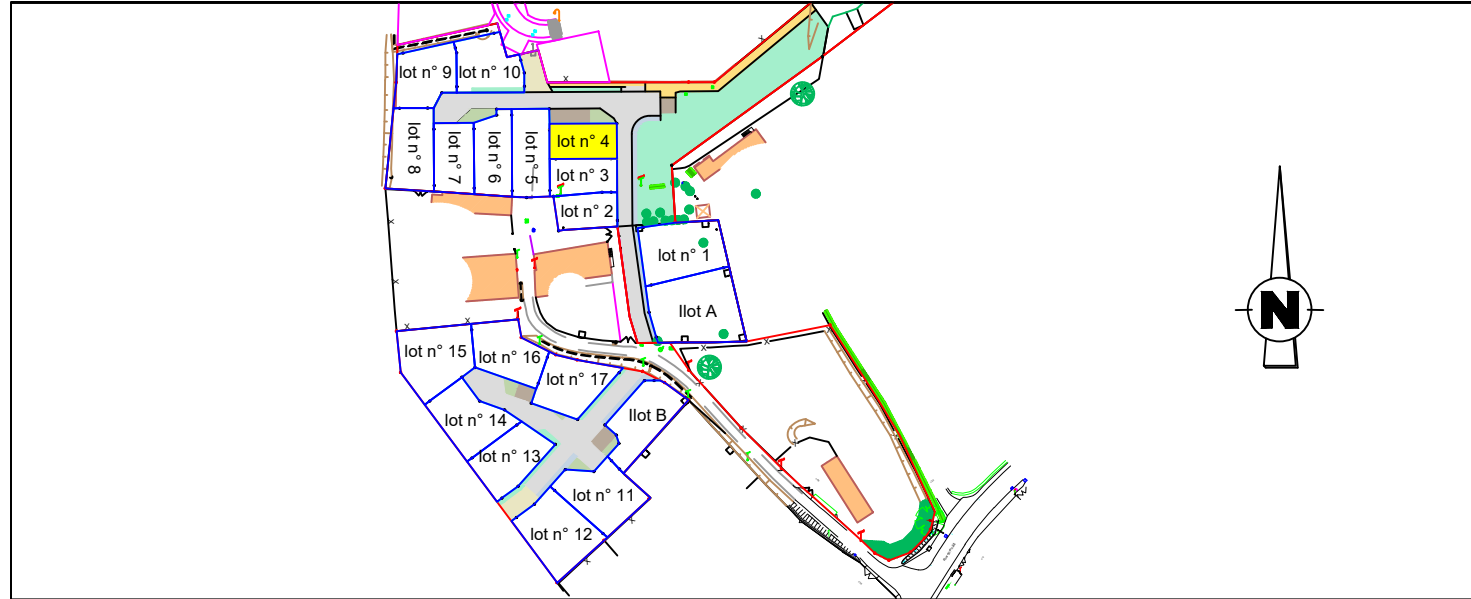 lot n° 9
lot n° 10
lot n° 8
lot n° 7
lot n° 6
lot n° 5
lot n° 4
lot n° 3
lot n° 2
lot n° 1
Ilot A
N
lot n° 15
lot n° 16
lot n° 17
lot n° 14
lot n° 13
Ilot B
lot n° 11
lot n° 12